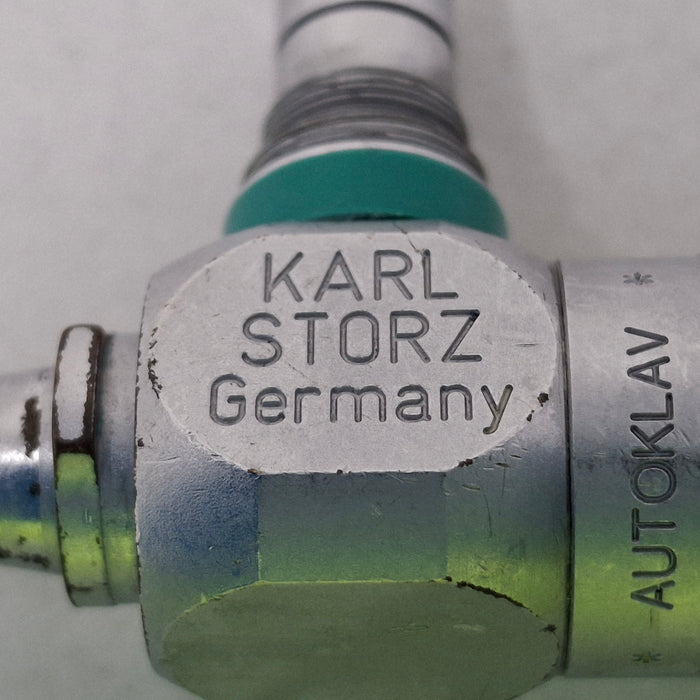 KARL
STORZ
Germany
* AUTOKLAV *